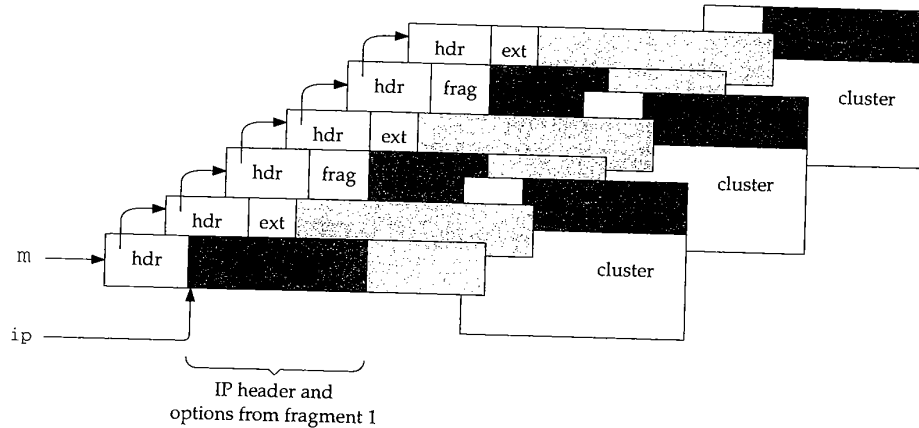 hdr ext
hdr frag cluster
hdr ext
hdr frag cluster
hdr ext
m hdr cluster
ip
IP header and
options from fragment 1